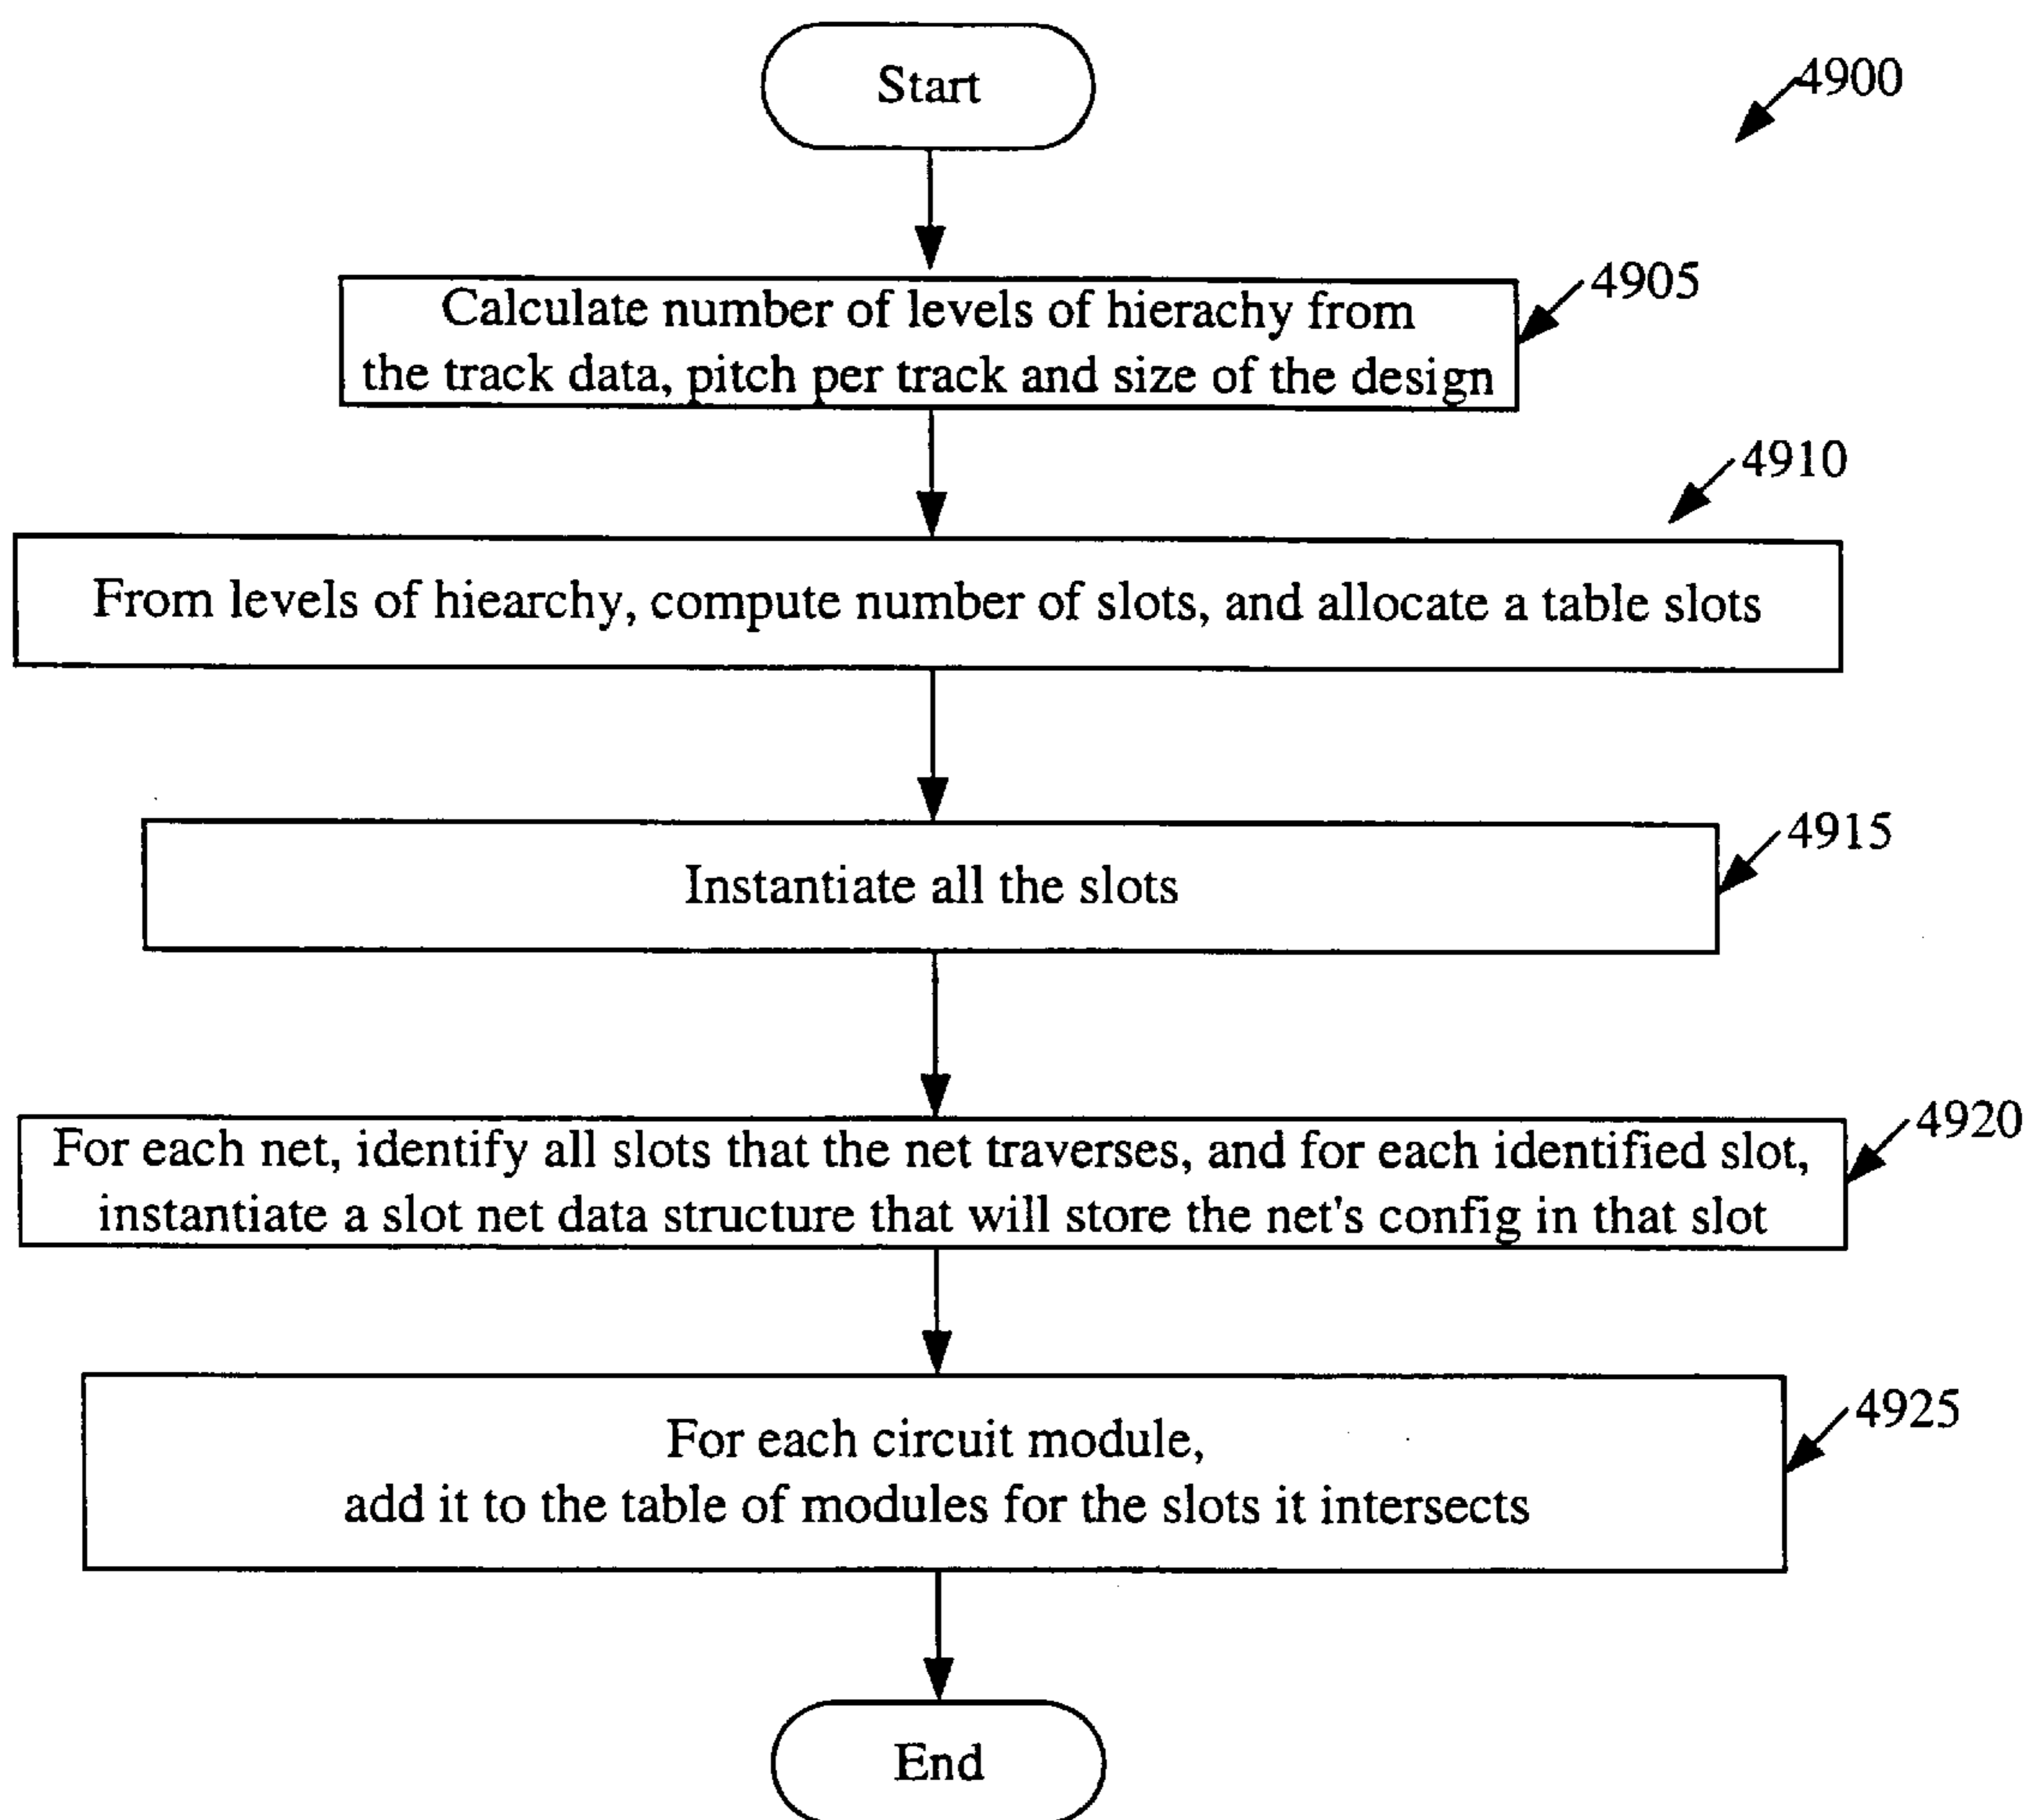 Start
4900
4905
Calculate number of levels of hierachy from
the track data, pitch per track and size of the design
4910
From levels of hiearchy, compute number of slots, and allocate a table slots
4915
Instantiate all the slots
4920
For each net, identify all slots that the net traverses, and for each identified slot,
instantiate a slot net data structure that will store the net's config in that slot
4925
For each circuit module,
add it to the table of modules for the slots it intersects
End